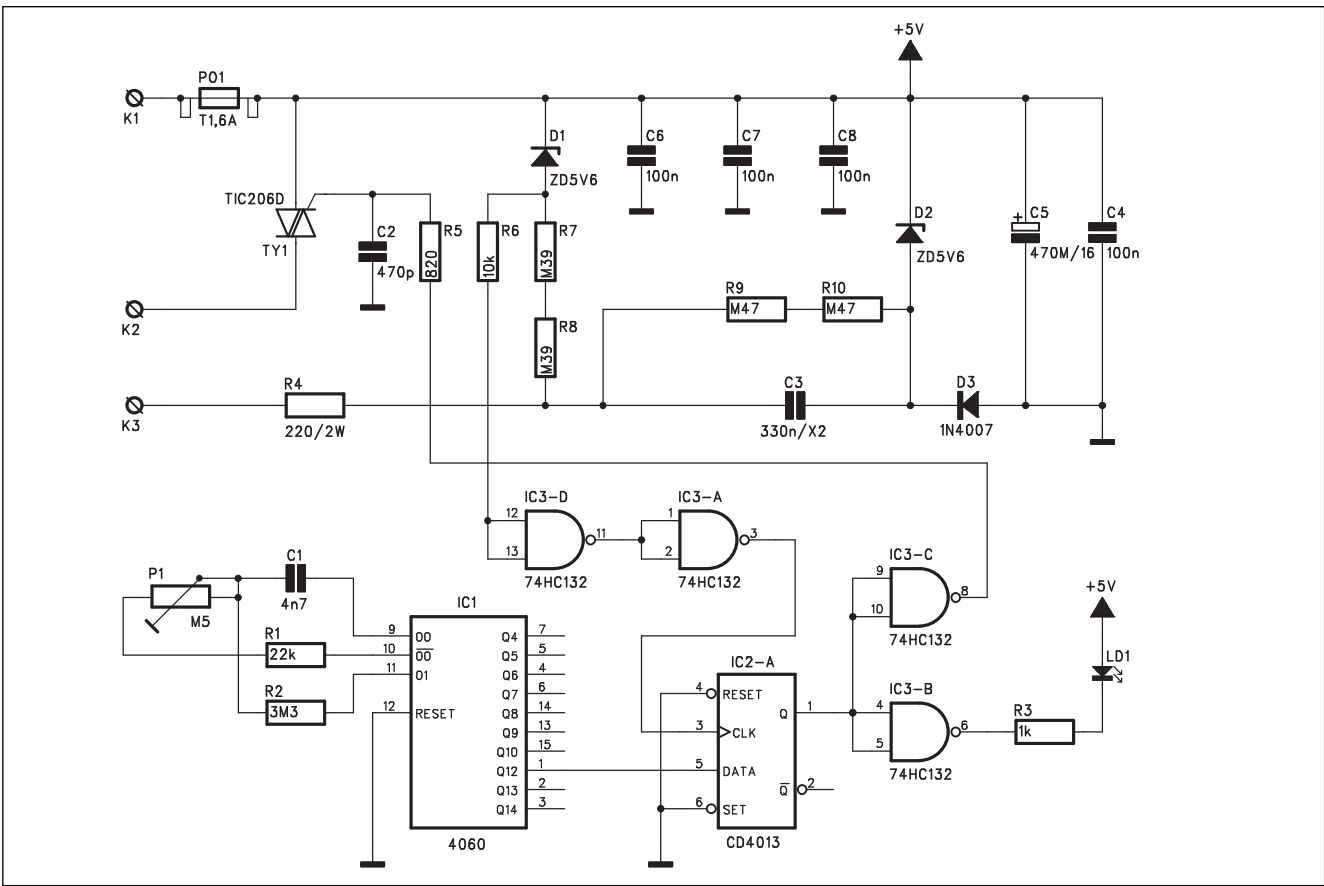 +5V
K1
PO1
T1,6A
D1
ZD5V6
C6
100n
C7
100n
C8
100n
TIC206D
TY1
C2
470p
R5
820
R6
10k
R7
M39
D2
ZD5V6
+
C5
470M/16
C4
100n
K2
R9
M47
R10
M47
R8
M39
K3
R4
220/2W
C3
330n/X2
D3
1N4007
IC3-D
12
13
11
74HC132
IC3-A
1
2
3
74HC132
P1
M5
C1
4n7
R1
22k
R2
3M3
IC1
9
OO
10
OO
11
O1
12
RESET
Q4
7
Q5
5
Q6
4
Q7
6
Q8
14
Q9
13
Q10
15
Q12
1
Q13
2
Q14
3
4060
IC2-A
4
RESET
3
CLK
5
DATA
6
SET
Q
1
Q
2
CD4013
IC3-C
9
10
8
74HC132
IC3-B
4
5
6
74HC132
R3
1k
+5V
LD1